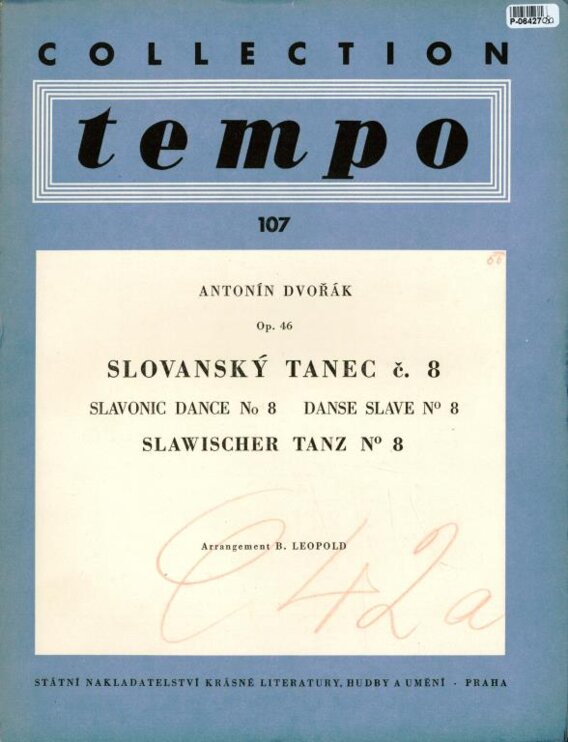 P-06427
COLLECTION
tempo
107
ANTONÍN DVOŘÁK
Op. 46
SLOVANSKÝ TANEC č. 8
SLAVONIC DANCE No 8 DANSE SLAVE Nº 8
SLAWISCHER TANZ Nº 8
Arrangement B. LEOPOLD
C 42a
STÁTNÍ NAKLADATELSTVÍ KRÁSNÉ LITERATURY, HUDBY A UMĚNÍ · PRAHA